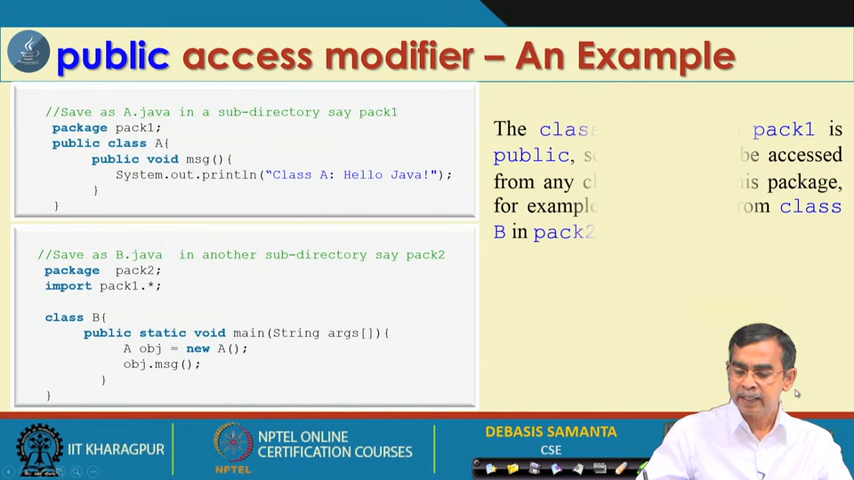 public access modifier – An Example
//Save as A.java in a sub-directory say pack1
package pack1;
public class A{
public void msg(){
System.out.println(“Class A: Hello Java!");
}
}
//Save as B.java in another sub-directory say pack2
package pack2;
import pack1.*;
class B{
public static void main(String args[]){
A obj = new A();
obj.msg();
}
}
The pack1 is
public, be accessed
from any package,
for example class
B in pack2
IIT KHARAGPUR
NPTEL
NPTEL ONLINE
CERTIFICATION COURSES
DEBASIS SAMANTA
CSE